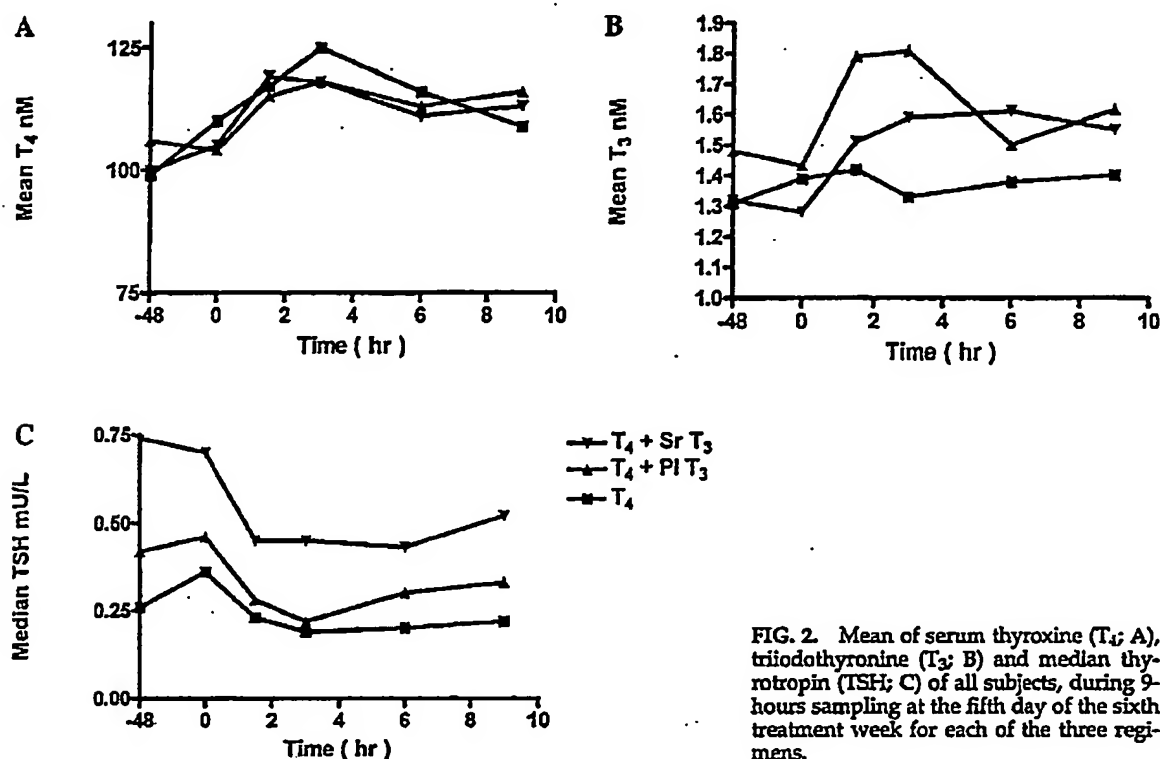 A
Mean T4 nM
125
100
75
-48 0 2 4 6 8 10
Time ( hr )
B
Mean T3 nM
1.9
1.8
1.7
1.6
1.5
1.4
1.3
1.2
1.1
1.0
-48 0 2 4 6 8 10
Time ( hr )
C
Median TSH mU/L
0.75
0.50
0.25
0.00
-48 0 2 4 6 8 10
Time ( hr )
T4 + Sr T3
T4 + Pl T3
T4
FIG. 2. Mean of serum thyroxine (T4; A),
triiodothyronine (T3; B) and median thy-
rotropin (TSH; C) of all subjects, during 9-
hours sampling at the fifth day of the sixth
treatment week for each of the three regi-
mens.